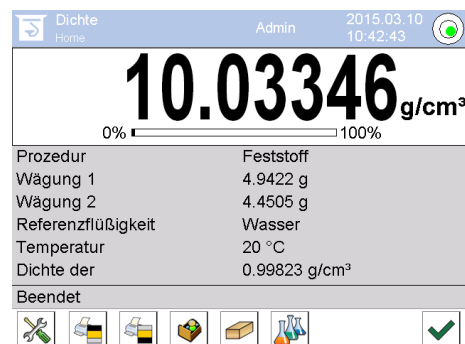 Dichte
Home
Admin
2015.03.10
10:42:43
10.03346 g/cm³
0% 100%
Prozedur Feststoff
Wägung 1 4.9422 g
Wägung 2 4.4505 g
Referenzflüßigkeit Wasser
Temperatur 20 °C
Dichte der 0.99823 g/cm³
Beendet